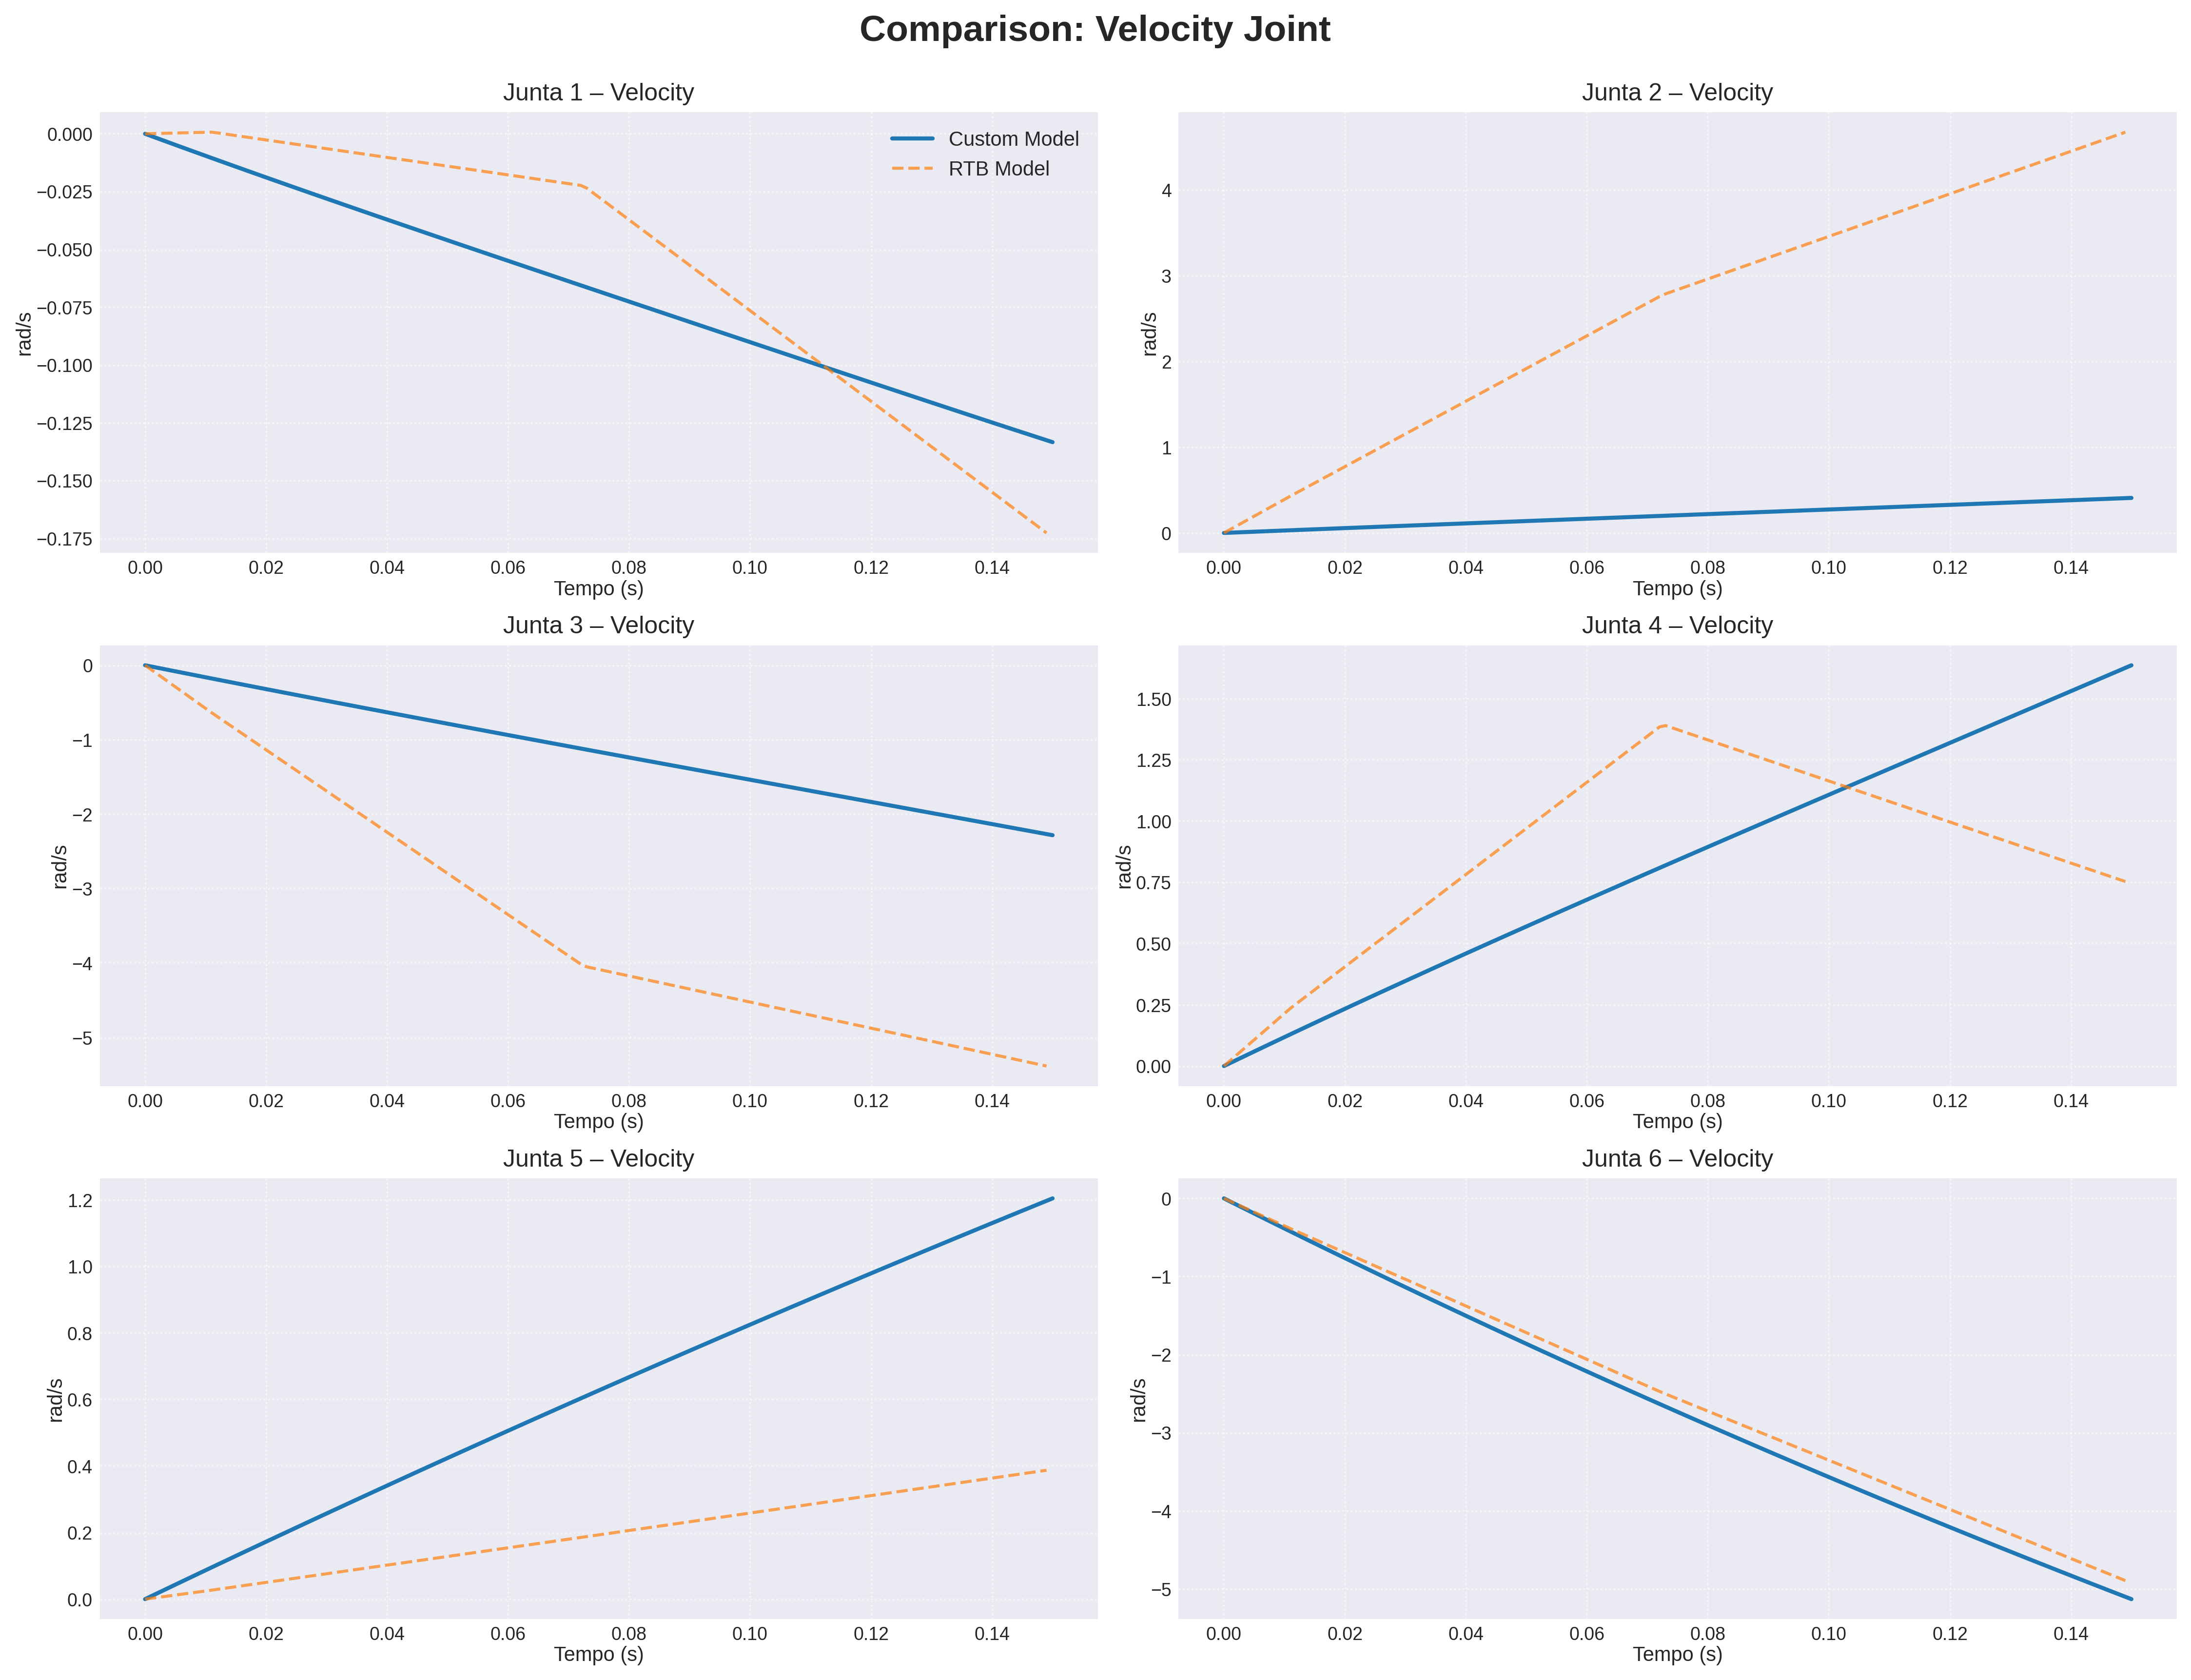 Comparison: Velocity Joint
Junta 1 – Velocity
Custom Model
RTB Model
0.000
−0.025
−0.050
−0.075
−0.100
−0.125
−0.150
−0.175
rad/s
0.00 0.02 0.04 0.06 0.08 0.10 0.12 0.14
Tempo (s)
Junta 2 – Velocity
4
3
2
1
0
rad/s
0.00 0.02 0.04 0.06 0.08 0.10 0.12 0.14
Tempo (s)
Junta 3 – Velocity
0
−1
−2
−3
−4
−5
rad/s
0.00 0.02 0.04 0.06 0.08 0.10 0.12 0.14
Tempo (s)
Junta 4 – Velocity
1.50
1.25
1.00
0.75
0.50
0.25
0.00
rad/s
0.00 0.02 0.04 0.06 0.08 0.10 0.12 0.14
Tempo (s)
Junta 5 – Velocity
1.2
1.0
0.8
0.6
0.4
0.2
0.0
rad/s
0.00 0.02 0.04 0.06 0.08 0.10 0.12 0.14
Tempo (s)
Junta 6 – Velocity
0
−1
−2
−3
−4
−5
rad/s
0.00 0.02 0.04 0.06 0.08 0.10 0.12 0.14
Tempo (s)